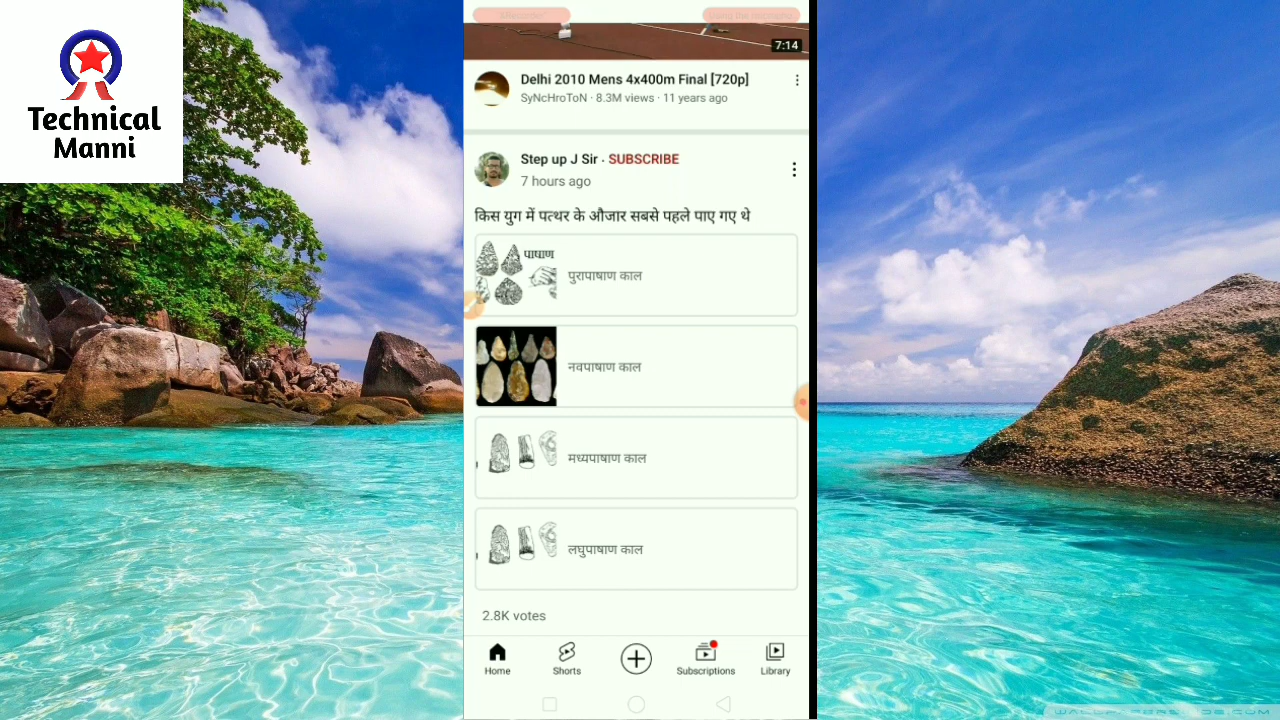 Technical
Manni
7:14
Delhi 2010 Mens 4x400m Final [720p]
SyNcHroToN · 8.3M views · 11 years ago
Step up J Sir · SUBSCRIBE
7 hours ago
किस युग में पत्थर के औजार सबसे पहले पाए गए थे
पाषाण
पुरापाषाण काल
नवपाषाण काल
मध्यपाषाण काल
लघुपाषाण काल
2.8K votes
Home
Shorts
Subscriptions
Library